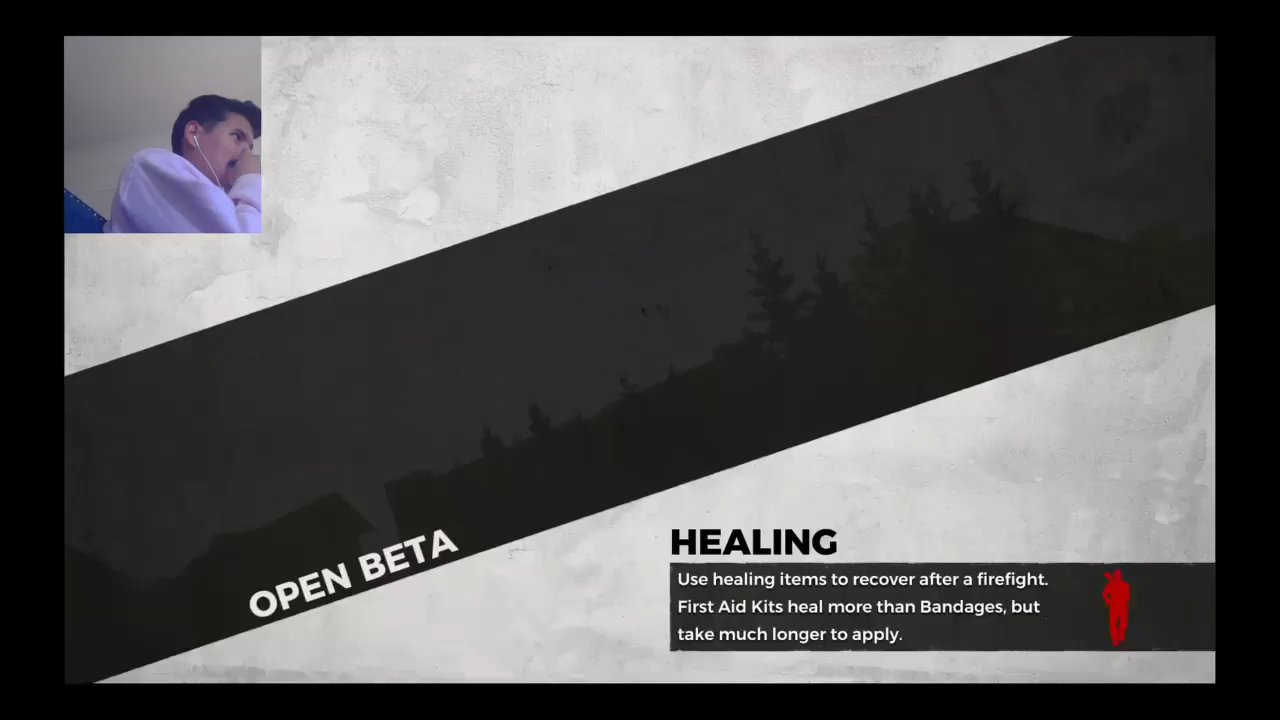 OPEN BETA
HEALING
Use healing items to recover after a firefight.
First Aid Kits heal more than Bandages, but
take much longer to apply.